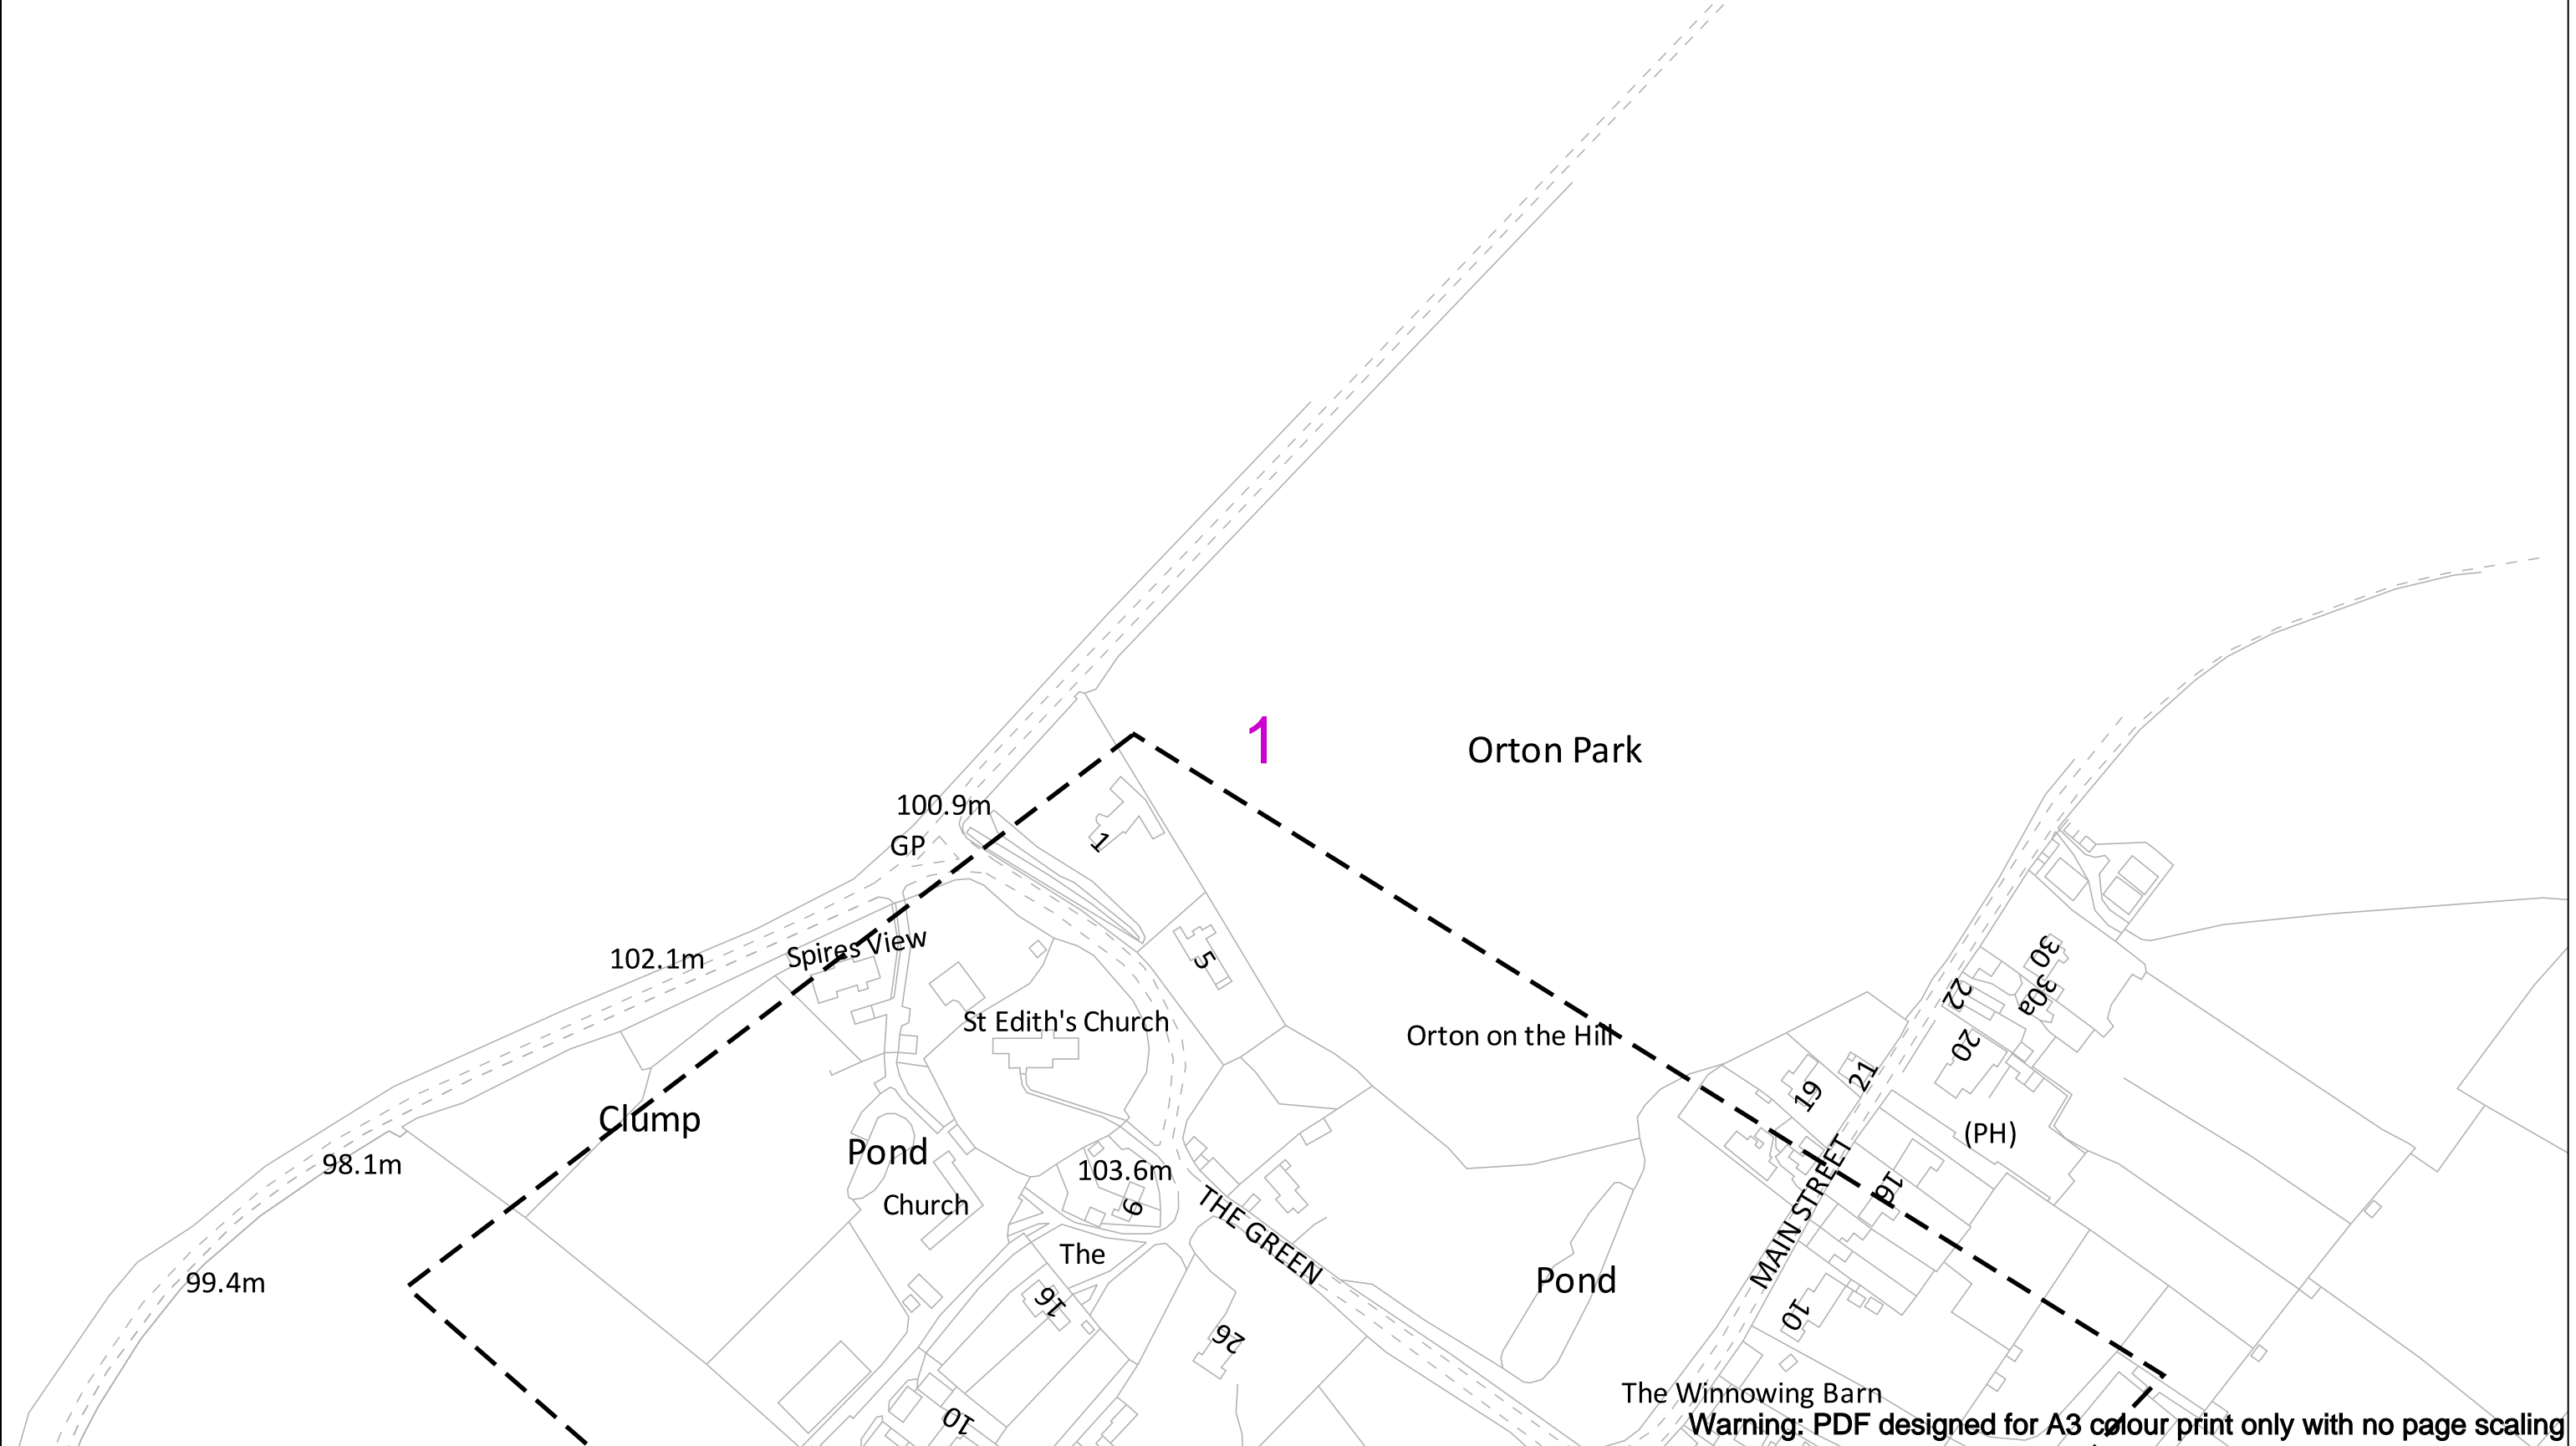 1
Orton Park
100.9m
GP
1
Spires View
102.1m
5
30
30a
22
20
St Edith's Church
Orton on the Hill
21
19
Clump
Pond
(PH)
98.1m
103.6m
Church
9
16
THE GREEN
MAIN STREET
The
99.4m
Pond
16
10
26
The Winnowing Barn
10
Warning: PDF designed for A3 colour print only with no page scaling